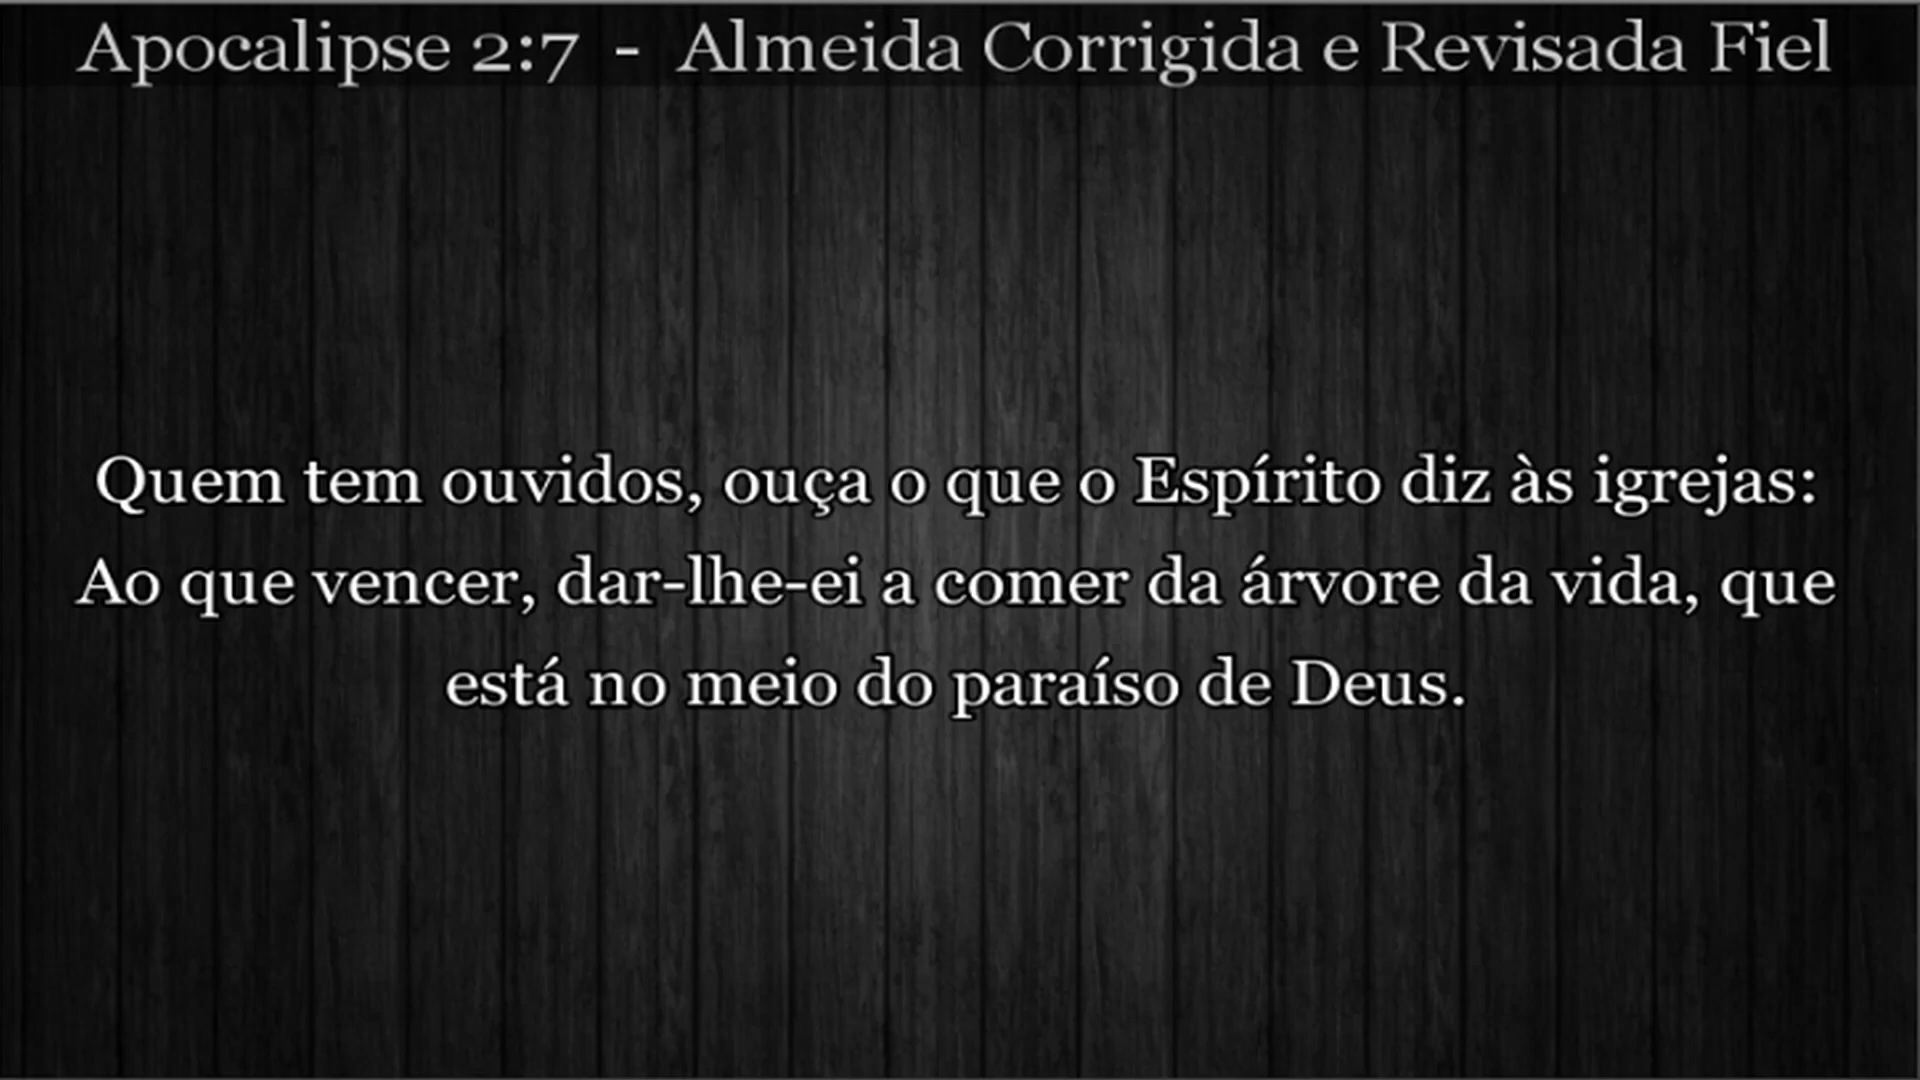 Apocalipse 2:7 - Almeida Corrigida e Revisada Fiel
Quem tem ouvidos, ouça o que o Espírito diz às igrejas:
Ao que vencer, dar-lhe-ei a comer da árvore da vida, que
está no meio do paraíso de Deus.